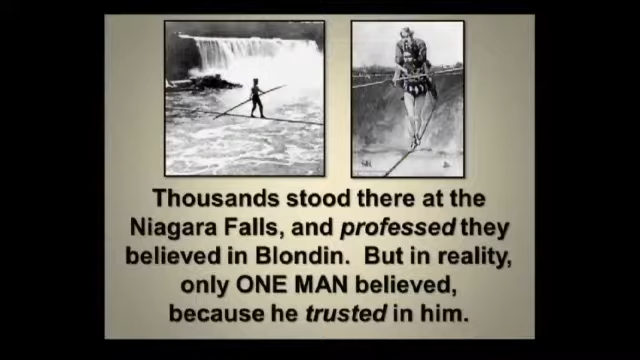 Thousands stood there at the
Niagara Falls, and professed they
believed in Blondin.  But in reality,
only ONE MAN believed,
because he trusted in him.